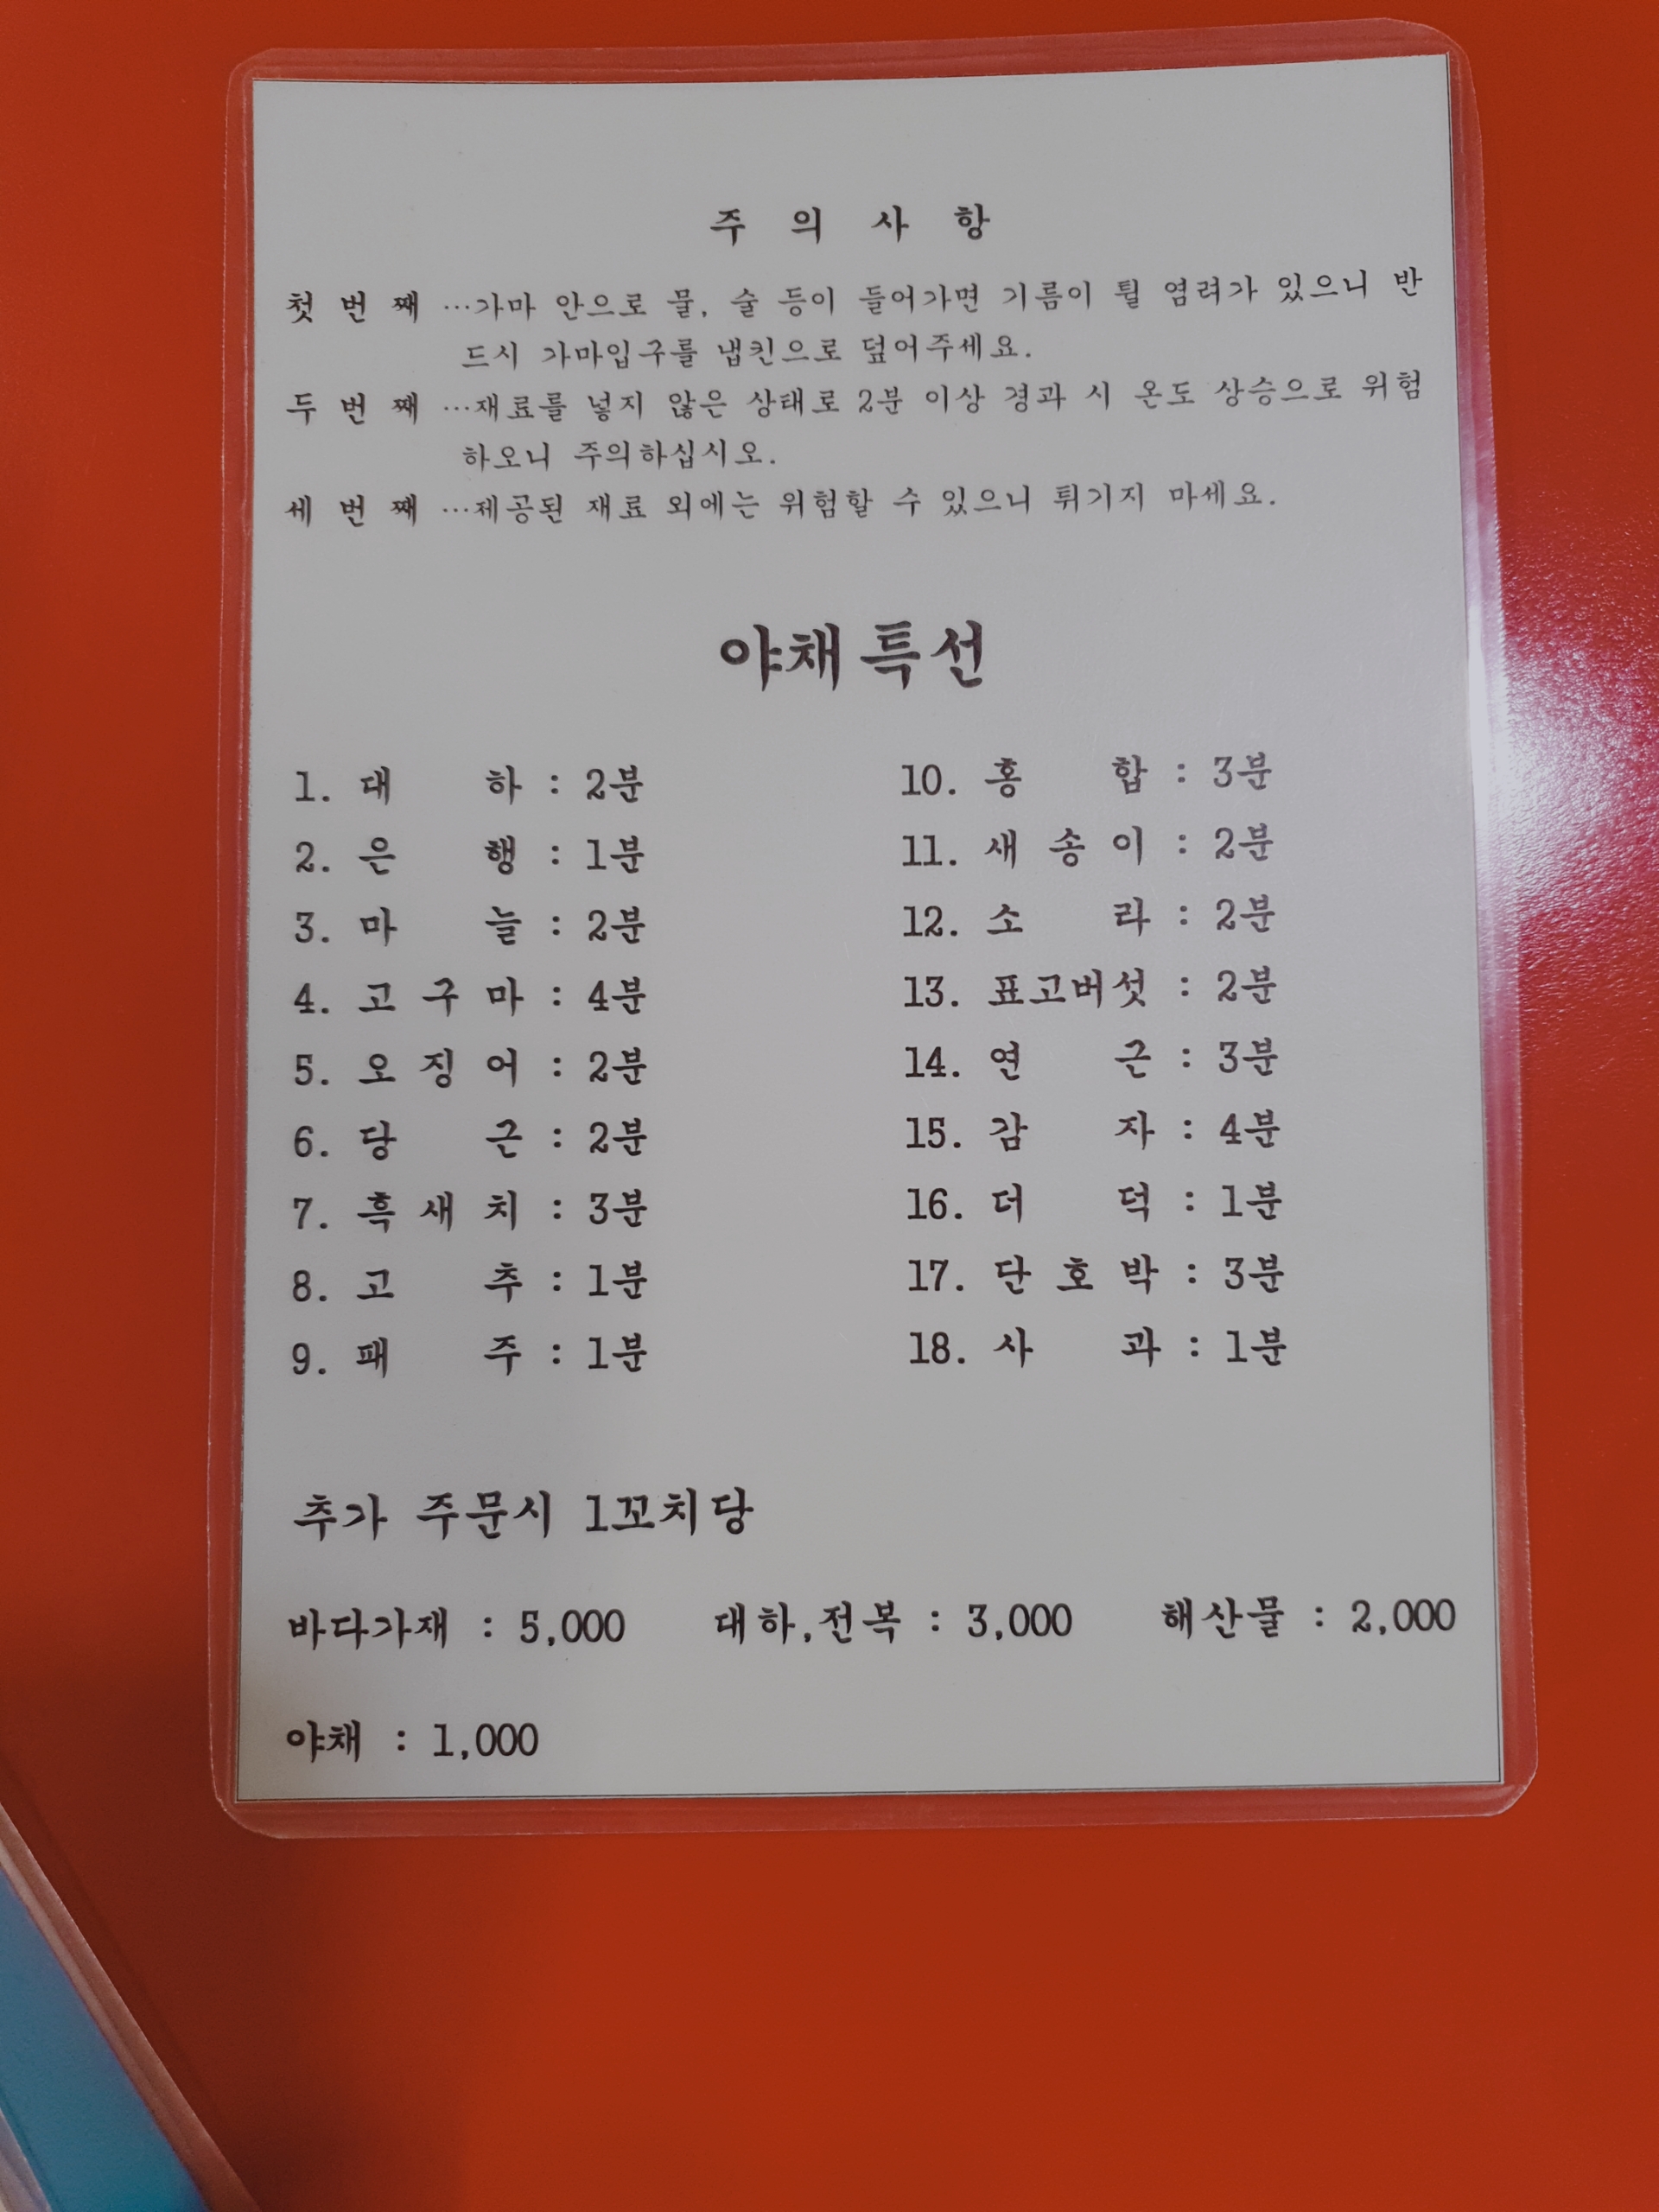 주 의 사 항
첫 번 째 …가마 안으로 물, 술 등이 들어가면 기름이 튈 염려가 있으니 반
드시 가마입구를 냅킨으로 덮어주세요.
두 번 째 …재료를 넣지 않은 상태로 2분 이상 경과 시 온도 상승으로 위험
하오니 주의하십시오.
세 번 째 …제공된 재료 외에는 위험할 수 있으니 튀기지 마세요.
야채특선
1. 대 하 : 2분
2. 은 행 : 1분
3. 마 늘 : 2분
4. 고 구 마 : 4분
5. 오 징 어 : 2분
6. 당 근 : 2분
7. 흑 새 치 : 3분
8. 고 추 : 1분
9. 패 주 : 1분
10. 홍 합 : 3분
11. 새 송 이 : 2분
12. 소 라 : 2분
13. 표고버섯 : 2분
14. 연 근 : 3분
15. 감 자 : 4분
16. 더 덕 : 1분
17. 단 호 박 : 3분
18. 사 과 : 1분
추가 주문시 1꼬치당
바다가재 : 5,000 대하,전복 : 3,000 해산물 : 2,000
야채 : 1,000